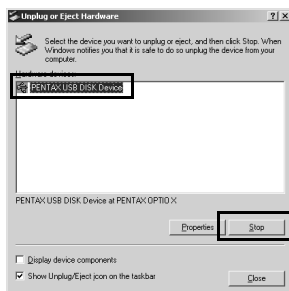 Unplug or Eject Hardware
Select the device you want to unplug or eject, and then click Stop. When
Windows notifies you that it is safe to do so unplug the device from your
computer.
Hardware devices:
PENTAX USB DISK Device
PENTAX USB DISK Device at PENTAX OPTIO X
Properties
Stop
Display device components
Show Unplug/Eject icon on the taskbar
Close